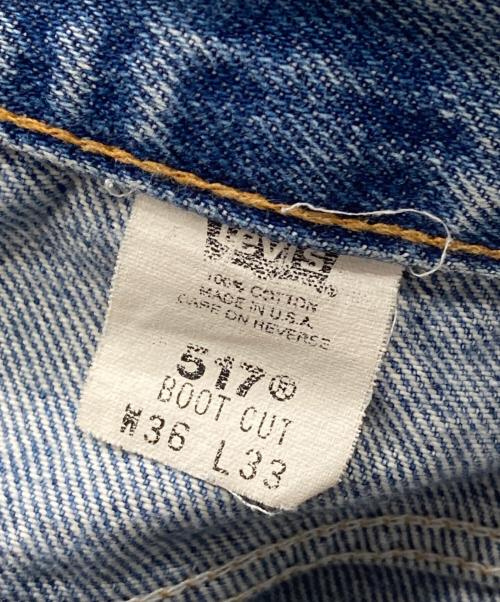 LEVI'S
®
100% COTTON
MADE IN U.S.A.
CARE ON REVERSE
517®
BOOT CUT
W36 L33